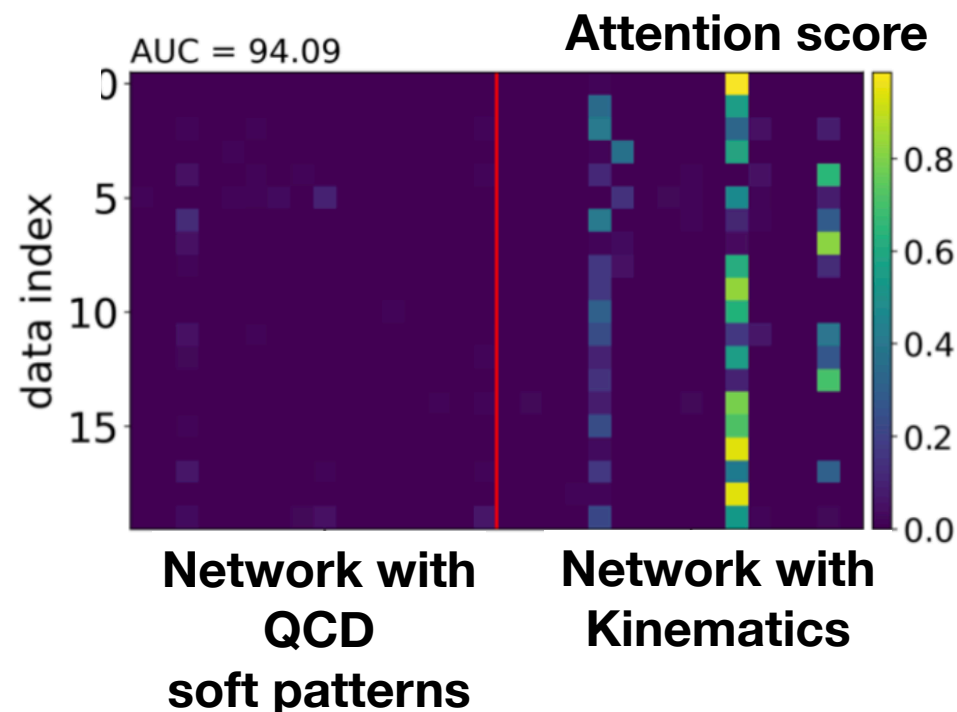 Attention score
AUC = 94.09
0
5
10
15
data index
0.8
0.6
0.4
0.2
0.0
Network with
QCD
soft patterns
Network with
Kinematics